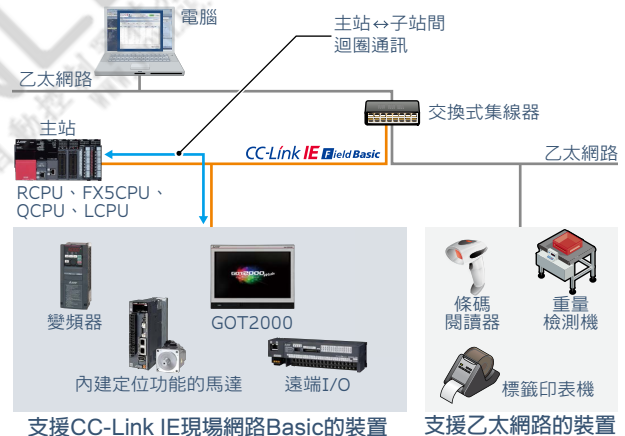 電腦
主站↔子站間
迴圈通訊
乙太網路
交換式集線器
主站
CC-Link IE Field Basic
乙太網路
RCPU、FX5CPU、
QCPU、LCPU
變頻器
GOT2000
GOT2000
內建定位功能的馬達
遠端I/O
條碼
閱讀器
重量
檢測機
標籤印表機
支援CC-Link IE現場網路Basic的裝置
支援乙太網路的裝置